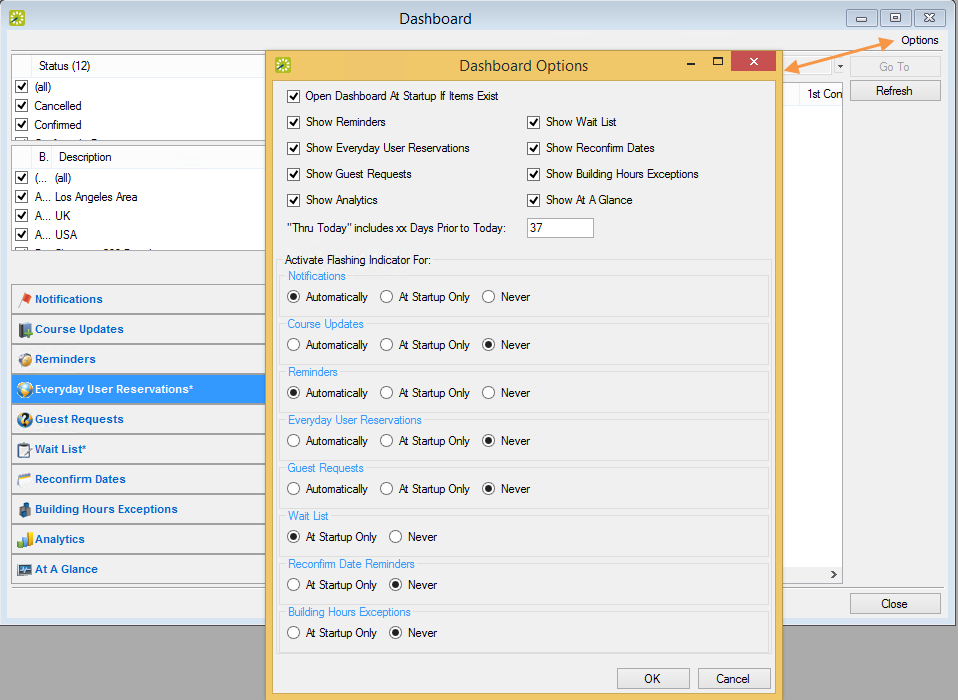 Dashboard
Options
Status (12)
(all)
Cancelled
Confirmed
B. Description
(... (all)
A... Los Angeles Area
A... UK
A... USA
Notifications
Course Updates
Reminders
Everyday User Reservations*
Guest Requests
Wait List*
Reconfirm Dates
Building Hours Exceptions
Analytics
At A Glance
Go To
1st Con
Refresh
Close
Dashboard Options
Open Dashboard At Startup If Items Exist
Show Reminders
Show Wait List
Show Everyday User Reservations
Show Reconfirm Dates
Show Guest Requests
Show Building Hours Exceptions
Show Analytics
Show At A Glance
"Thru Today" includes xx Days Prior to Today: 37
Activate Flashing Indicator For:
Notifications
Automatically At Startup Only Never
Course Updates
Automatically At Startup Only Never
Reminders
Automatically At Startup Only Never
Everyday User Reservations
Automatically At Startup Only Never
Guest Requests
Automatically At Startup Only Never
Wait List
At Startup Only Never
Reconfirm Date Reminders
At Startup Only Never
Building Hours Exceptions
At Startup Only Never
OK Cancel